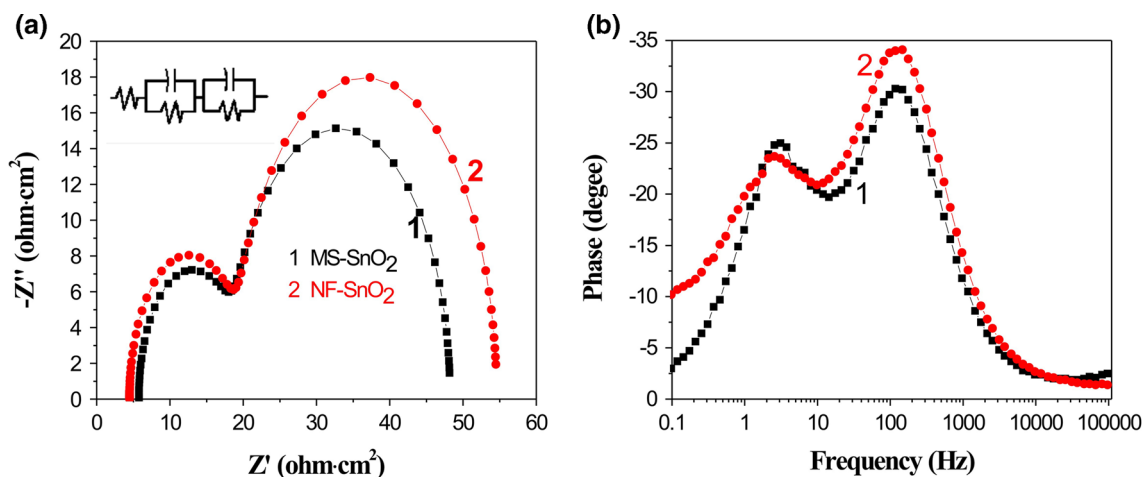 (a)
20
18
16
14
12
10
8
6
4
2
0
-Z'' (ohm·cm²)
2
1
1 MS-SnO₂
2 NF-SnO₂
0 10 20 30 40 50 60
Z' (ohm·cm²)
(b)
-35
-30
-25
-20
-15
-10
-5
0
Phase (degee)
2
1
0.1 1 10 100 1000 10000 100000
Frequency (Hz)